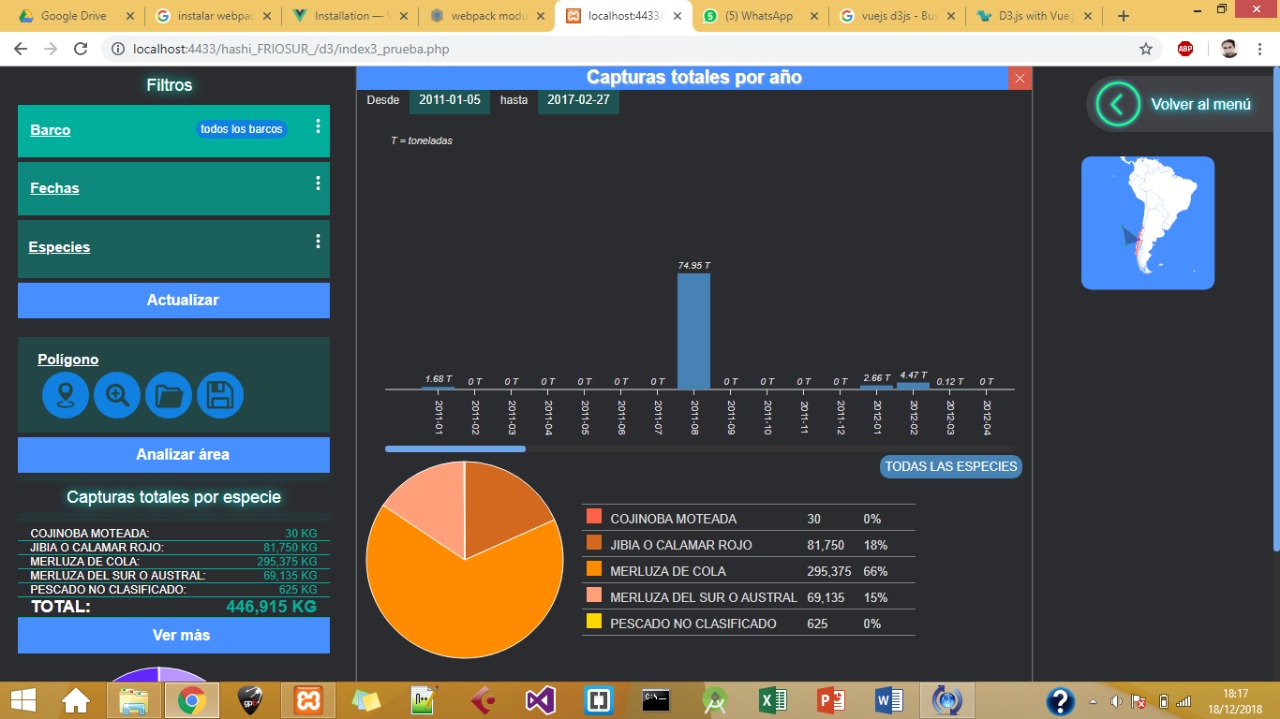 Google Drive
instalar webpac
Installation —
webpack modu
localhost:4433/
(5) WhatsApp
vuejs d3js - Bus
D3.js with Vue.j
localhost:4433/hashi_FRIOSUR_/d3/index3_prueba.php
ABP
Filtros
Barco
todos los barcos
Fechas
Especies
Actualizar
Polígono
Analizar área
Capturas totales por especie
COJINOBA MOTEADA: 30 KG
JIBIA O CALAMAR ROJO: 81,750 KG
MERLUZA DE COLA: 295,375 KG
MERLUZA DEL SUR O AUSTRAL: 69,135 KG
PESCADO NO CLASIFICADO: 625 KG
TOTAL: 446,915 KG
Ver más
Capturas totales por año
Desde 2011-01-05 hasta 2017-02-27
T = toneladas
74.95 T
1.68 T 0 T 0 T 0 T 0 T 0 T 0 T 0 T 0 T 0 T 0 T 2.66 T 4.47 T 0.12 T 0 T
2011-01
2011-02
2011-03
2011-04
2011-05
2011-06
2011-07
2011-08
2011-09
2011-10
2011-11
2011-12
2012-01
2012-02
2012-03
2012-04
TODAS LAS ESPECIES
COJINOBA MOTEADA 30 0%
JIBIA O CALAMAR ROJO 81,750 18%
MERLUZA DE COLA 295,375 66%
MERLUZA DEL SUR O AUSTRAL 69,135 15%
PESCADO NO CLASIFICADO 625 0%
Volver al menú
18:17
18/12/2018